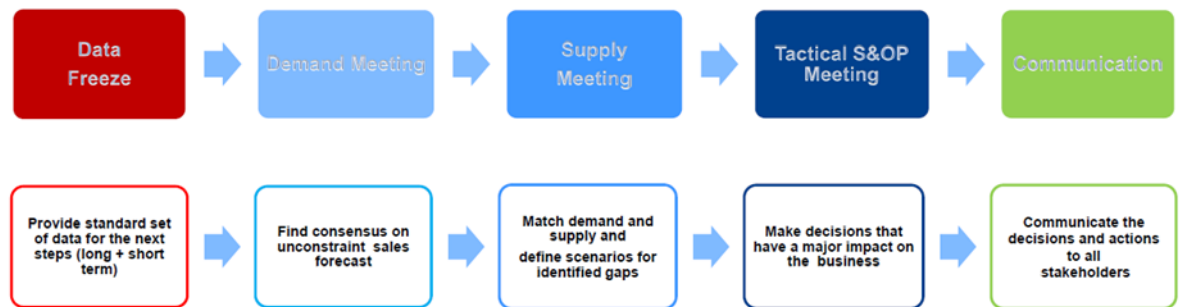 Data
Freeze
Demand Meeting
Supply
Meeting
Tactical S&OP
Meeting
Communication
Provide standard set
of data for the next
steps (long + short
term)
Find consensus on
unconstraint sales
forecast
Match demand and
supply and
define scenarios for
identified gaps
Make decisions that
have a major impact on
the business
Communicate the
decisions and actions
to all
stakeholders